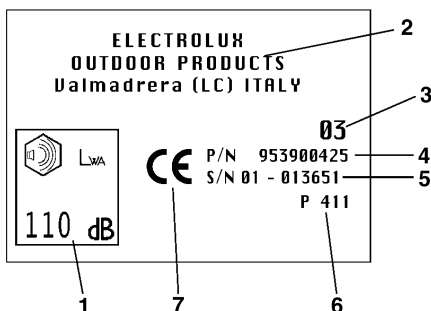 ELECTROLUX
OUTDOOR PRODUCTS
Valmadrera (LC) ITALY
2
03
3
LWA
CE
P/N 953900425
4
S/N 01 - 013651
5
P 411
110 dB
1
7
6